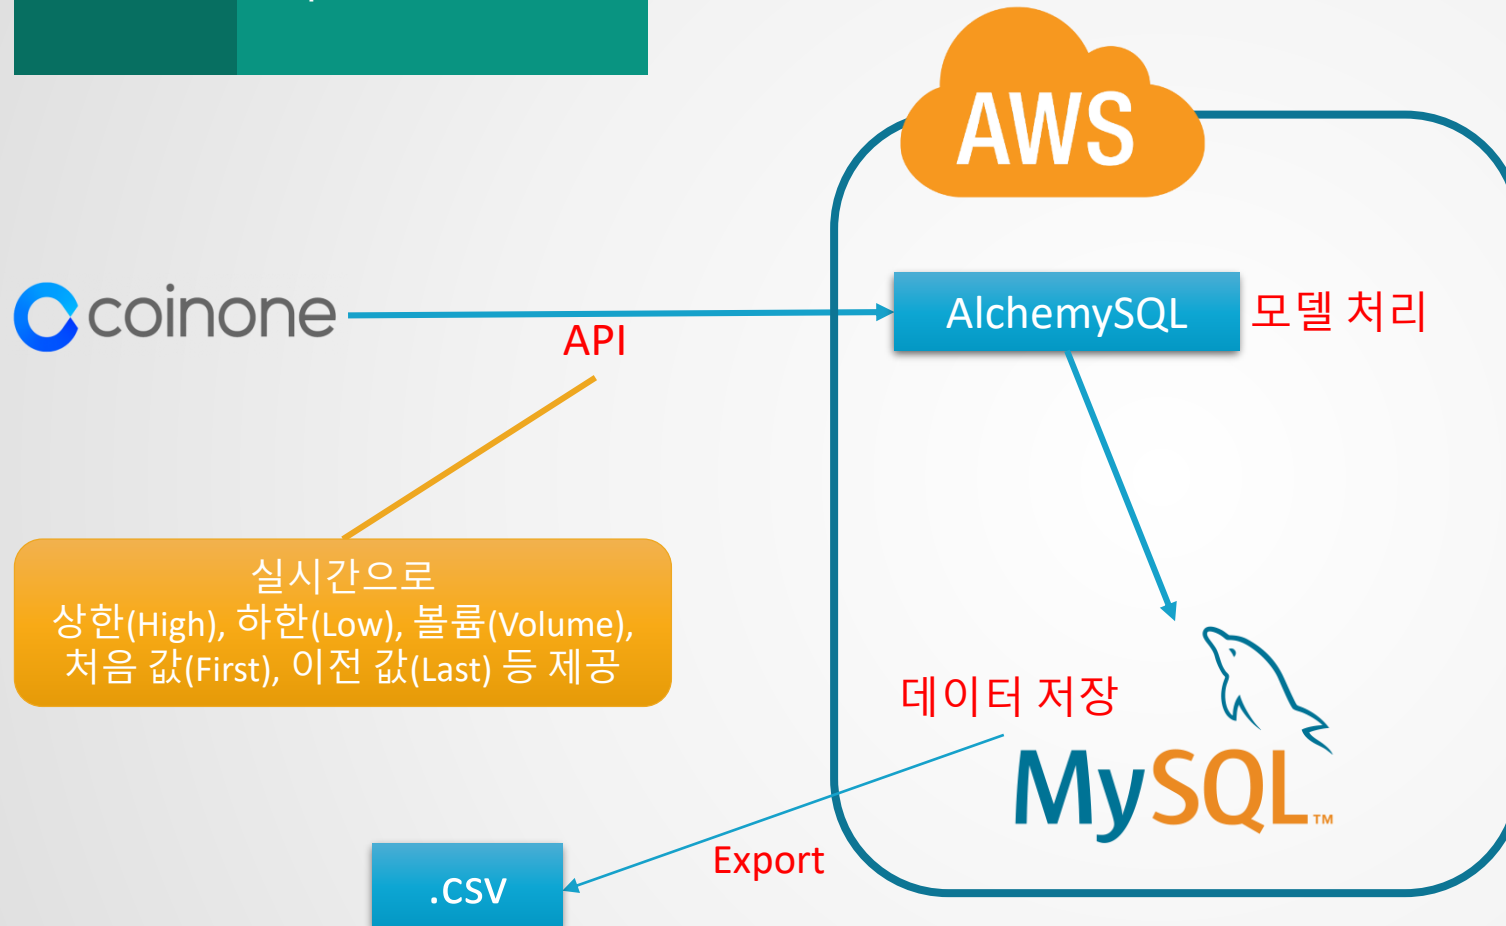 AWS
coinone
API
AlchemySQL
모델 처리
실시간으로
상한(High), 하한(Low), 볼륨(Volume),
처음 값(First), 이전 값(Last) 등 제공
데이터 저장
MySQL™
Export
.csv